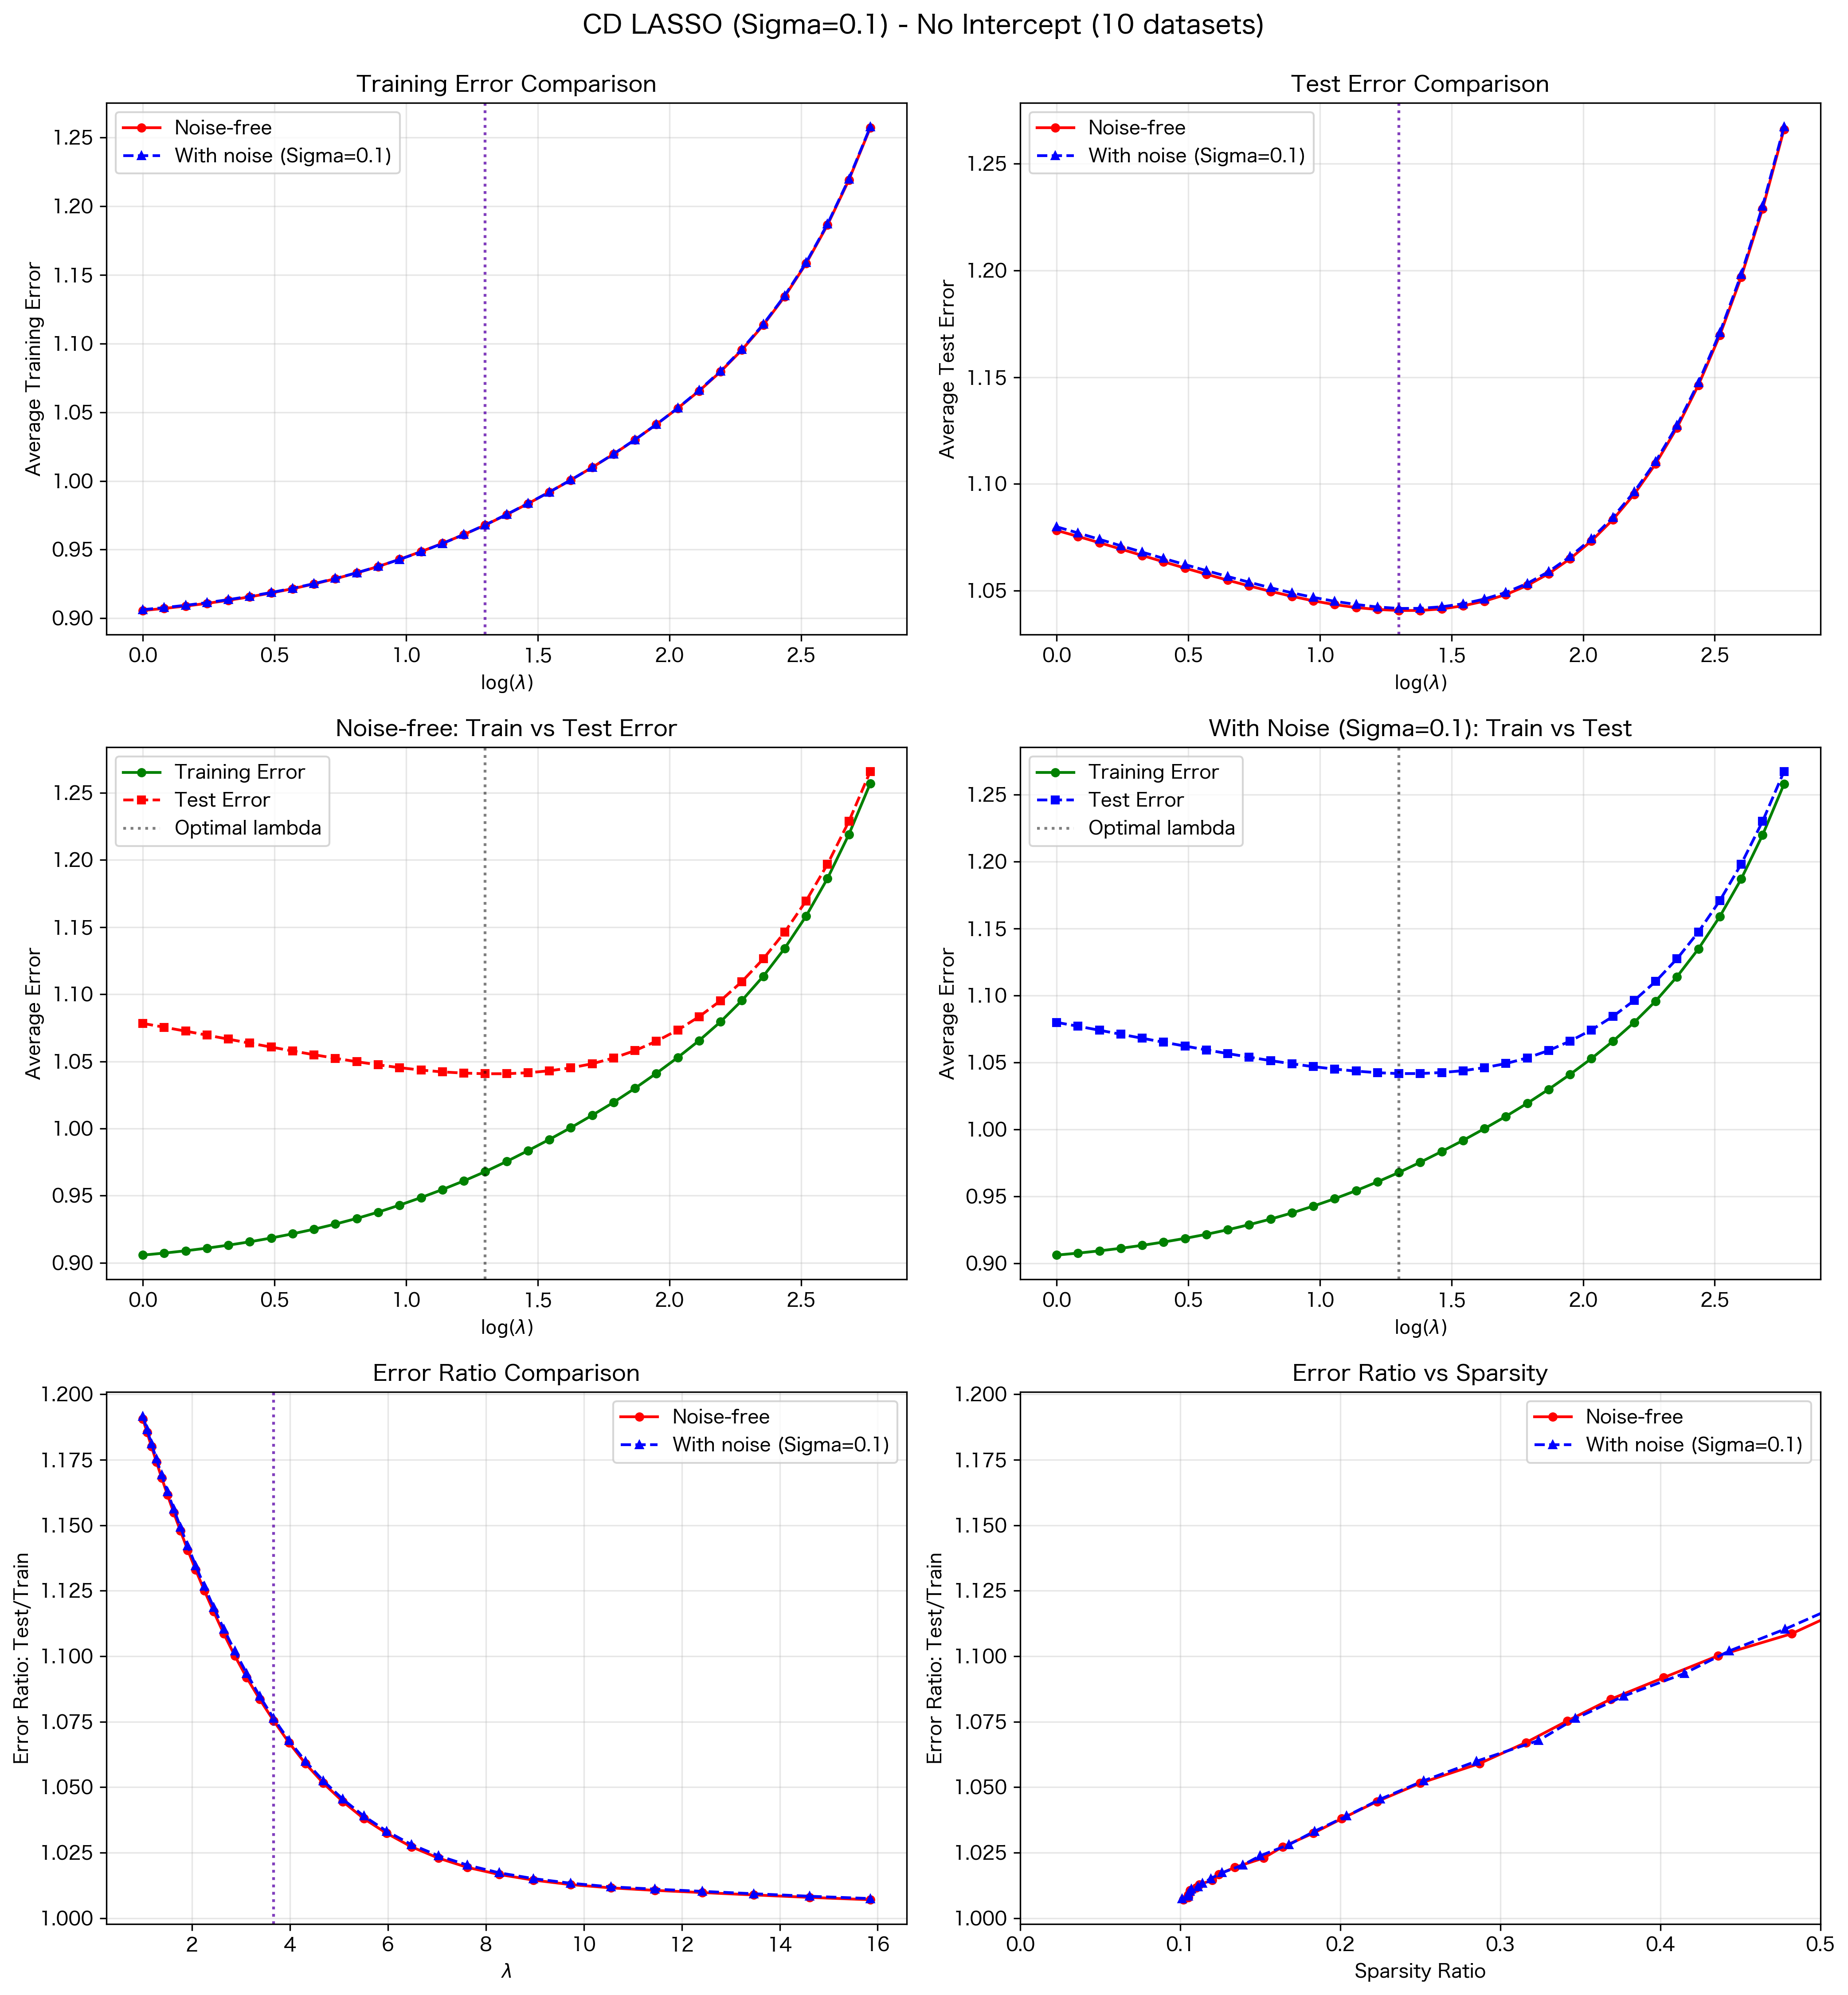 CD LASSO (Sigma=0.1) - No Intercept (10 datasets)
Training Error Comparison
Noise-free
With noise (Sigma=0.1)
Average Training Error
1.25
1.20
1.15
1.10
1.05
1.00
0.95
0.90
0.0 0.5 1.0 1.5 2.0 2.5
log(λ)
Test Error Comparison
Noise-free
With noise (Sigma=0.1)
Average Test Error
1.25
1.20
1.15
1.10
1.05
0.0 0.5 1.0 1.5 2.0 2.5
log(λ)
Noise-free: Train vs Test Error
Training Error
Test Error
Optimal lambda
Average Error
1.25
1.20
1.15
1.10
1.05
1.00
0.95
0.90
0.0 0.5 1.0 1.5 2.0 2.5
log(λ)
With Noise (Sigma=0.1): Train vs Test
Training Error
Test Error
Optimal lambda
Average Error
1.25
1.20
1.15
1.10
1.05
1.00
0.95
0.90
0.0 0.5 1.0 1.5 2.0 2.5
log(λ)
Error Ratio Comparison
Noise-free
With noise (Sigma=0.1)
Error Ratio: Test/Train
1.200
1.175
1.150
1.125
1.100
1.075
1.050
1.025
1.000
2 4 6 8 10 12 14 16
λ
Error Ratio vs Sparsity
Noise-free
With noise (Sigma=0.1)
Error Ratio: Test/Train
1.200
1.175
1.150
1.125
1.100
1.075
1.050
1.025
1.000
0.0 0.1 0.2 0.3 0.4 0.5
Sparsity Ratio